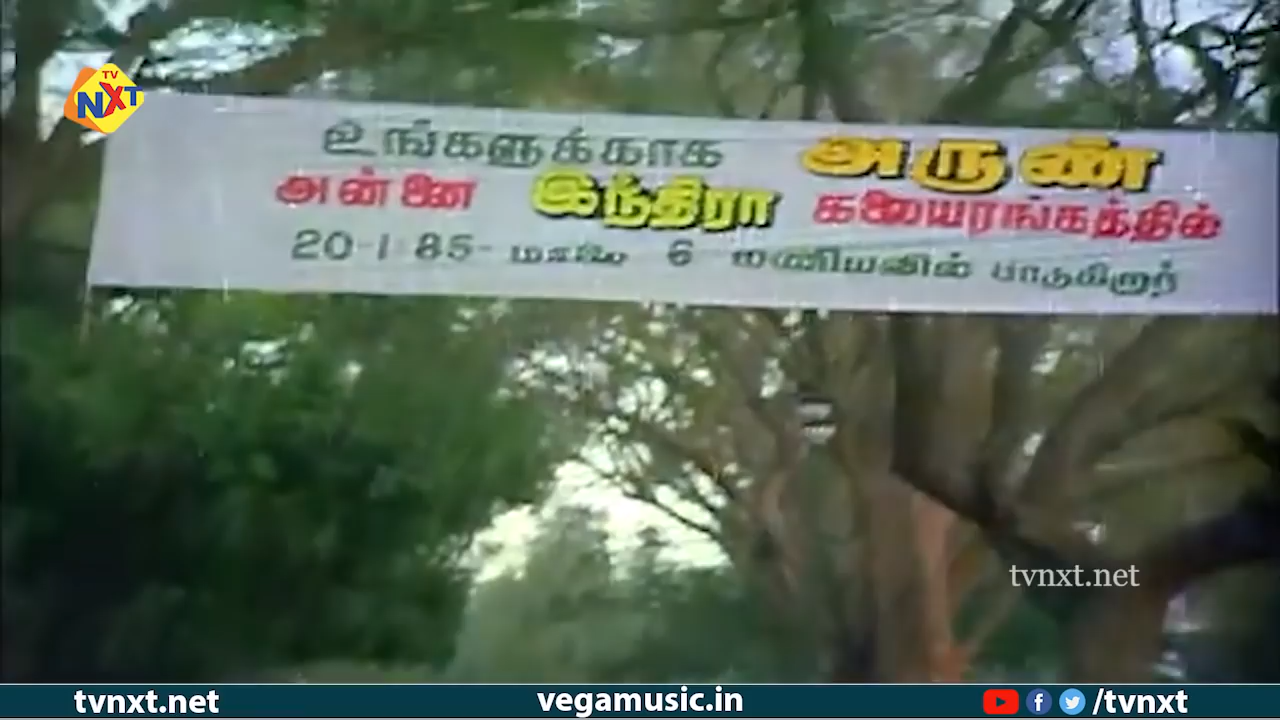 TV
NXT
உங்களுக்காக அருண்
அன்னை இந்திரா கலையரங்கத்தில்
20-1-85- மாலை 6 மணியளவில் பாடுகிறார்
tvnxt.net
tvnxt.net vegamusic.in /tvnxt